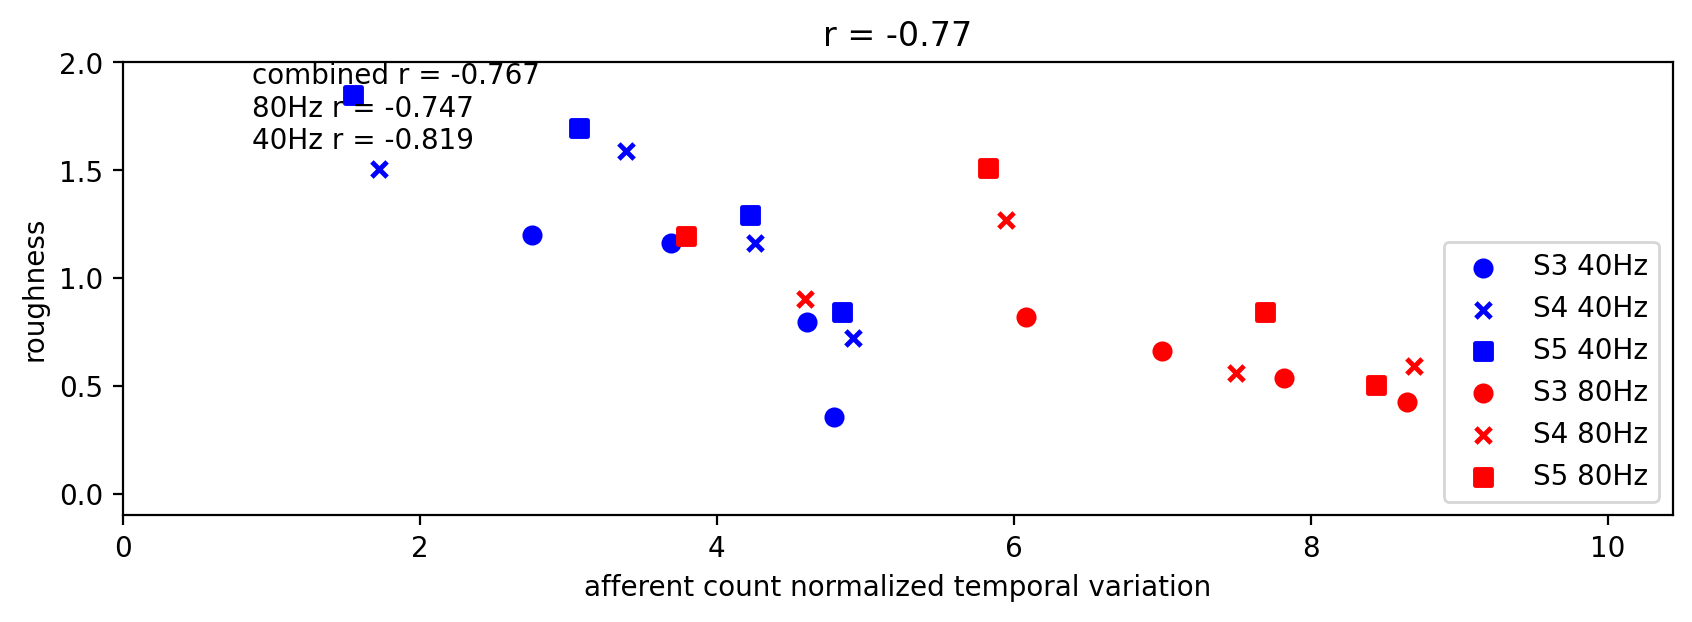 r = -0.77
combined r = -0.767
80Hz r = -0.747
40Hz r = -0.819
2.0
1.5
1.0
0.5
0.0
roughness
0 2 4 6 8 10
afferent count normalized temporal variation
S3 40Hz
S4 40Hz
S5 40Hz
S3 80Hz
S4 80Hz
S5 80Hz